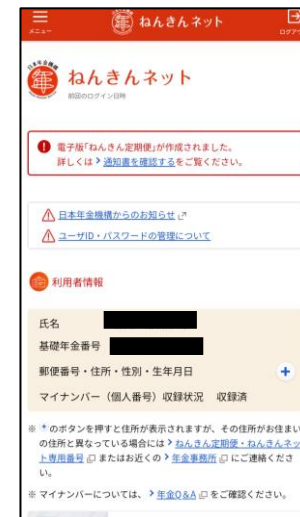 メニュー
ねんきんネット
ログアウ
日本年金機構
ねんきんネット
前回のログイン日時
電子版「ねんきん定期便」が作成されました。
詳しくは > 通知書を確認するをご覧ください。
日本年金機構からのお知らせ
ユーザID・パスワードの管理について
利用者情報
氏名
基礎年金番号
郵便番号・住所・性別・生年月日
マイナンバー（個人番号）収録状況 収録済
※ + のボタンを押すと住所が表示されますが、その住所がお住まい
の住所と異なっている場合には > ねんきん定期便・ねんきんネッ
ト専用番号 またはお近くの > 年金事務所 にご連絡くださ
い。
※ マイナンバーについては、 > 年金Q＆A をご確認ください。